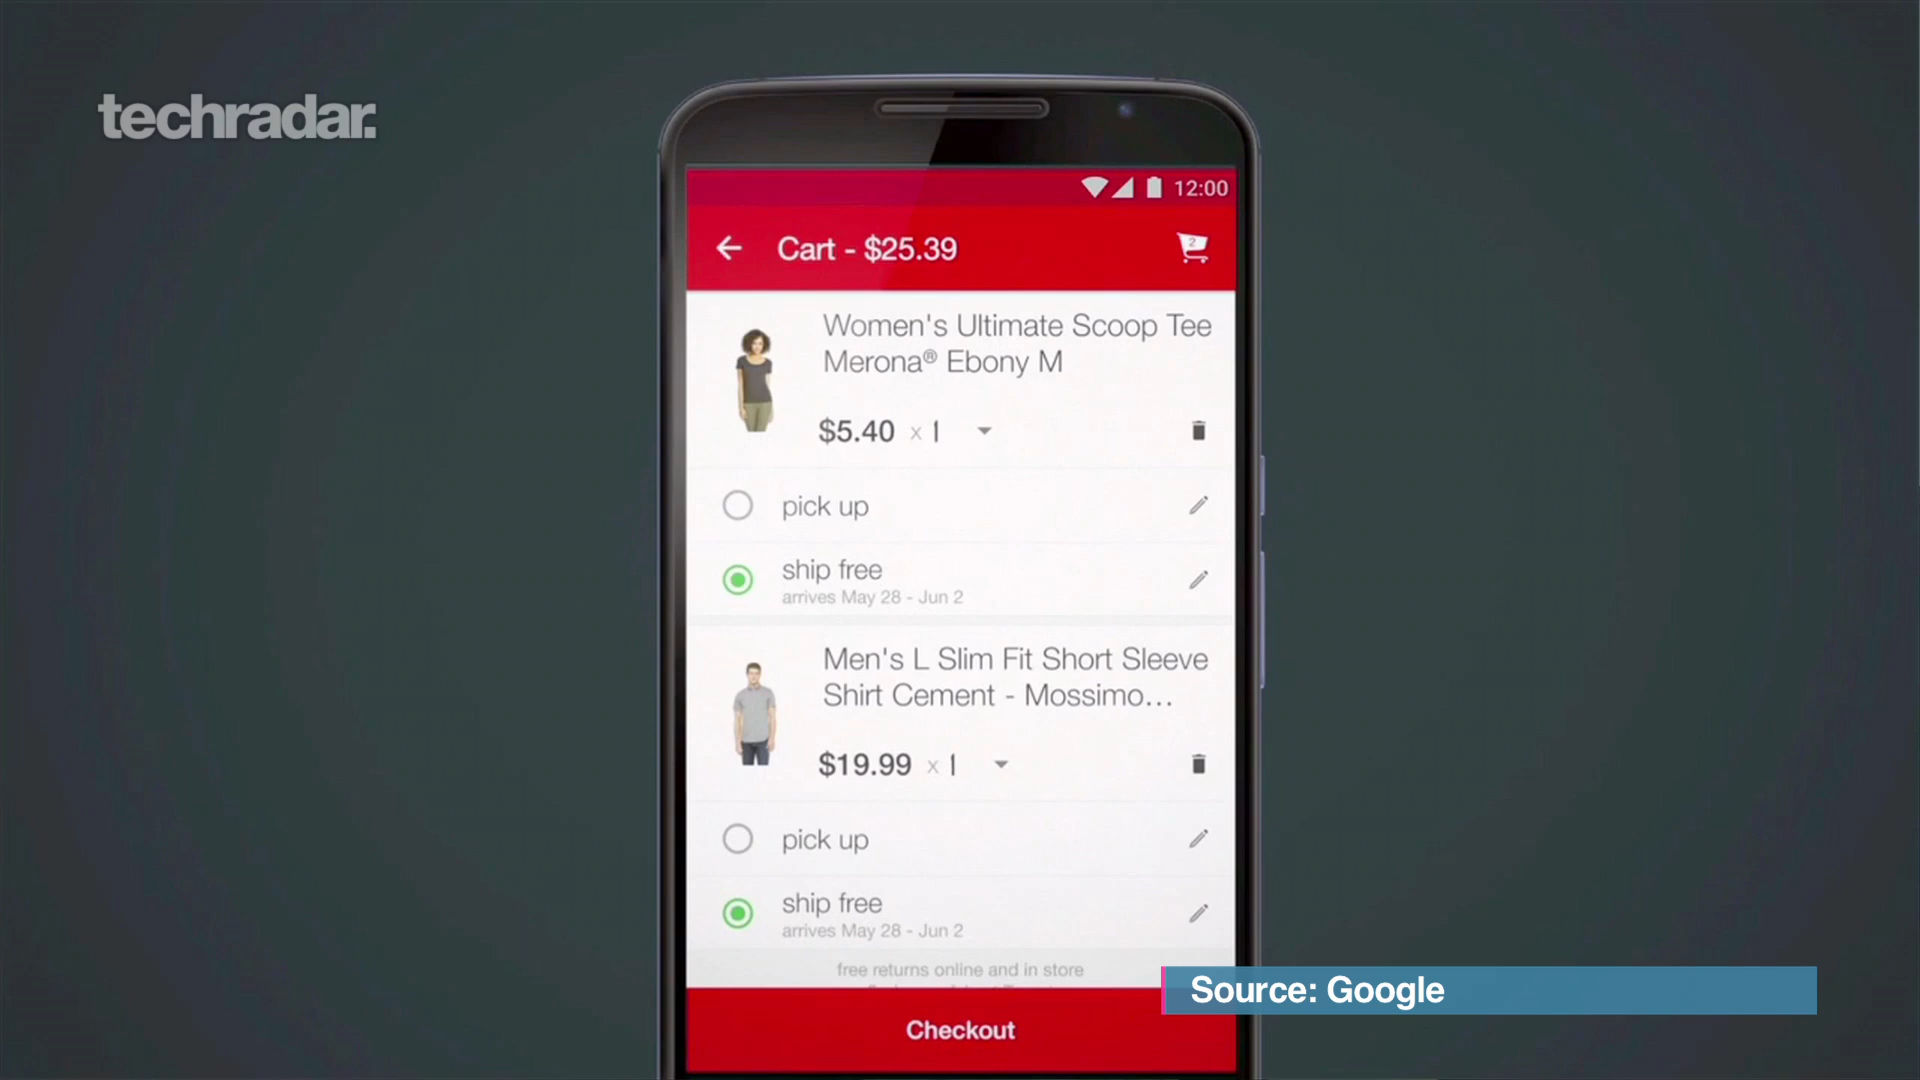 techradar.
12:00
Cart - $25.39
2
Women's Ultimate Scoop Tee
Merona® Ebony M
$5.40 x 1
pick up
ship free
arrives May 28 - Jun 2
Men's L Slim Fit Short Sleeve
Shirt Cement - Mossimo...
$19.99 x 1
pick up
ship free
arrives May 28 - Jun 2
free returns online and in store
Source: Google
Checkout